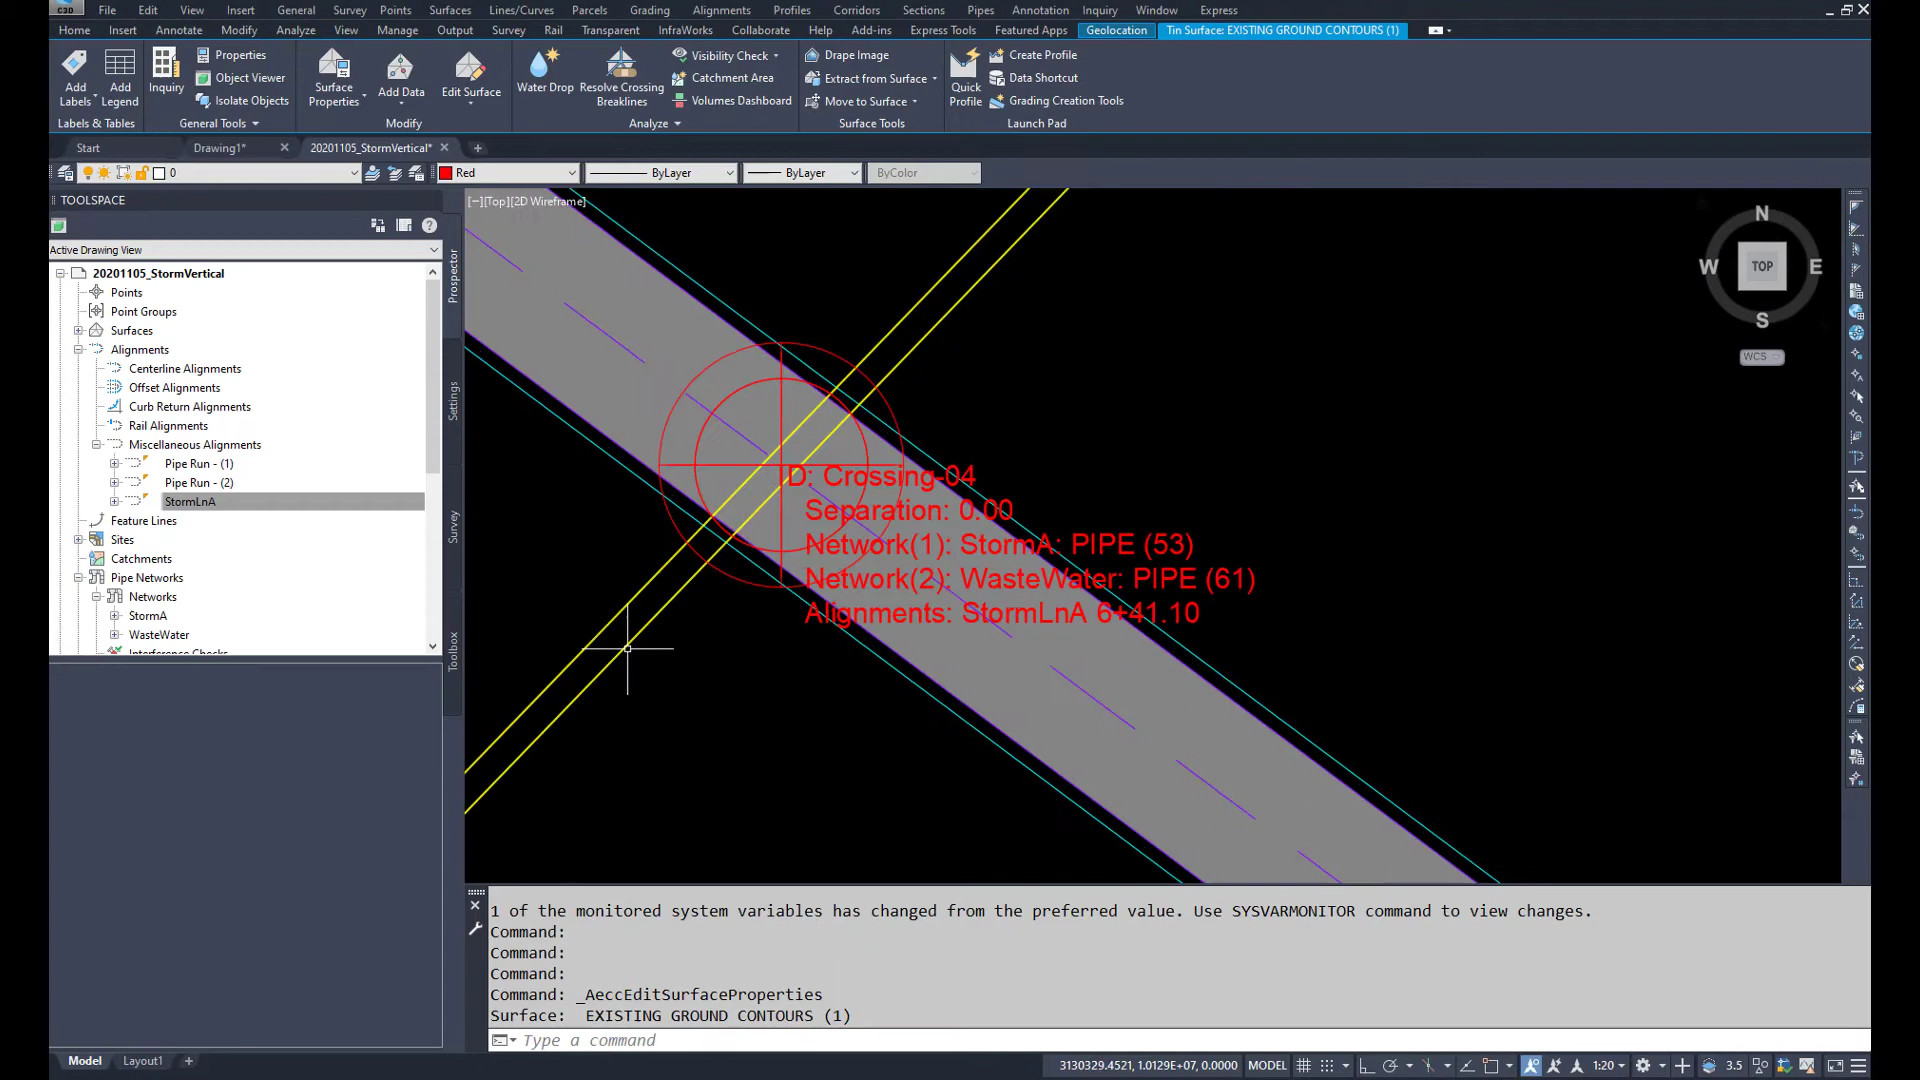 C3D
File Edit View Insert General Survey Points Surfaces Lines/Curves Parcels Grading Alignments Profiles Corridors Sections Pipes Annotation Inquiry Window Express
Home Insert Annotate Modify Analyze View Manage Output Survey Rail Transparent InfraWorks Collaborate Help Add-ins Express Tools Featured Apps Geolocation Tin Surface: EXISTING GROUND CONTOURS (1)
Add Labels
Add Legend
Labels & Tables
Inquiry
Properties
Object Viewer
Isolate Objects
General Tools
Surface Properties
Add Data
Edit Surface
Modify
Water Drop
Resolve Crossing Breaklines
Visibility Check
Catchment Area
Volumes Dashboard
Analyze
Drape Image
Extract from Surface
Move to Surface
Surface Tools
Quick Profile
Create Profile
Data Shortcut
Grading Creation Tools
Launch Pad
Start Drawing1* 20201105_StormVertical*
0 Red ByLayer ByLayer ByColor
TOOLSPACE
Active Drawing View
20201105_StormVertical
Points
Point Groups
Surfaces
Alignments
Centerline Alignments
Offset Alignments
Curb Return Alignments
Rail Alignments
Miscellaneous Alignments
Pipe Run - (1)
Pipe Run - (2)
StormLnA
Feature Lines
Sites
Catchments
Pipe Networks
Networks
StormA
WasteWater
Interference Checks
Prospector
Settings
Survey
Toolbox
[−][Top][2D Wireframe]
N
W TOP E
S
WCS
ID: Crossing-04
Separation: 0.00
Network(1): StormA: PIPE (53)
Network(2): WasteWater: PIPE (61)
Alignments: StormLnA 6+41.10
1 of the monitored system variables has changed from the preferred value. Use SYSVARMONITOR command to view changes.
Command:
Command:
Command:
Command: _AeccEditSurfaceProperties
Surface: EXISTING GROUND CONTOURS (1)
Type a command
Model Layout1 3130329.4521, 1.0129E+07, 0.0000 MODEL 1:20 3.5